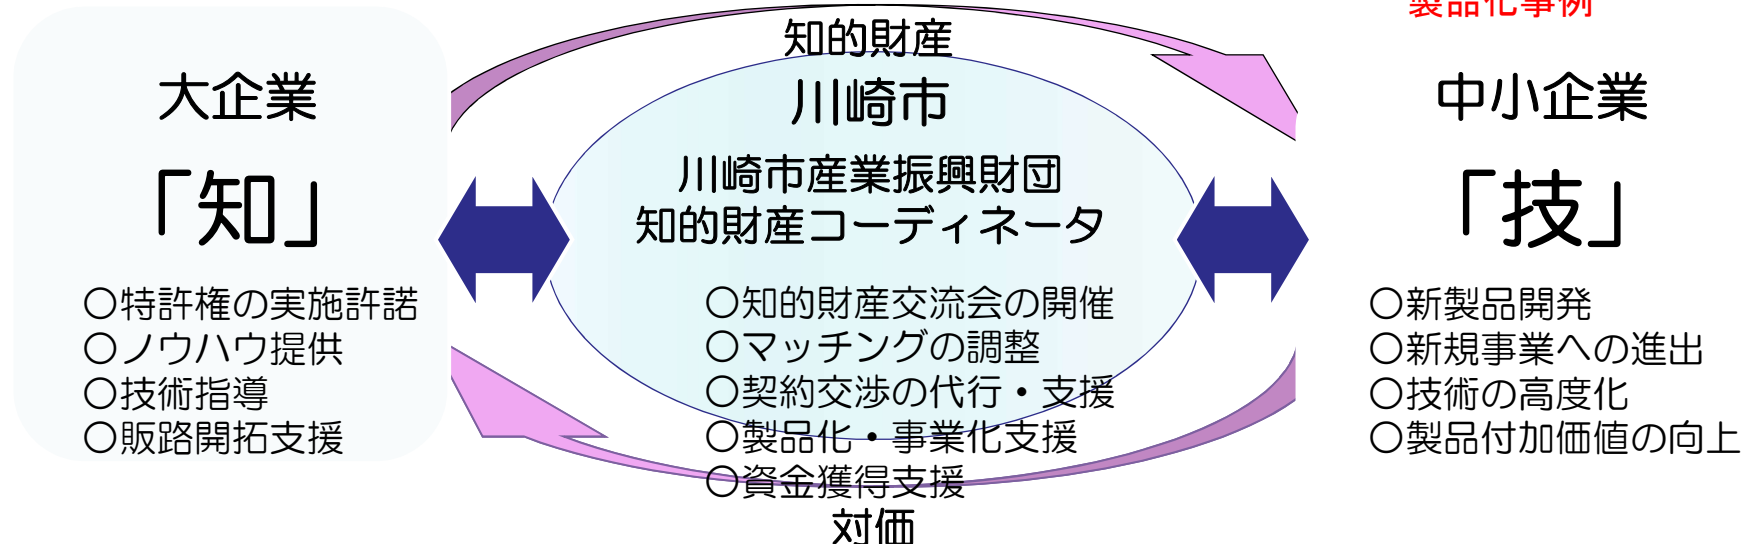 製品化事例
知的財産
大企業
「知」
○特許権の実施許諾
○ノウハウ提供
○技術指導
○販路開拓支援
川崎市
川崎市産業振興財団
知的財産コーディネータ
○知的財産交流会の開催
○マッチングの調整
○契約交渉の代行・支援
○製品化・事業化支援
○資金獲得支援
対価
中小企業
「技」
○新製品開発
○新規事業への進出
○技術の高度化
○製品付加価値の向上